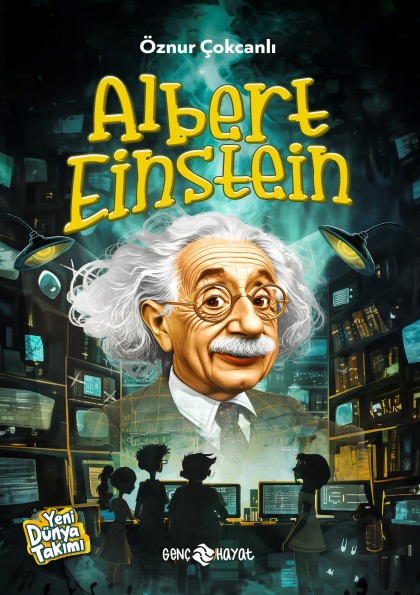 Öznur Çokcanlı
Albert
Einstein
Yeni
Dünya
Takımı
GENÇ HAYAT